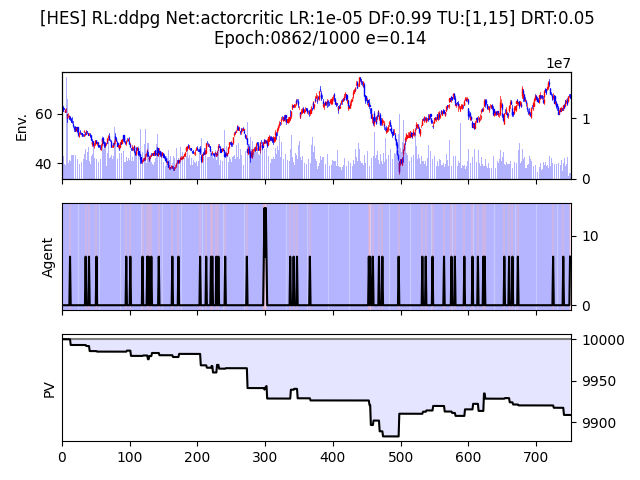 [HES] RL:ddpg Net:actorcritic LR:1e-05 DF:0.99 TU:[1,15] DRT:0.05
Epoch:0862/1000 e=0.14
1e7
Env.
60
40
1
0
Agent
10
0
PV
10000
9950
9900
0 100 200 300 400 500 600 700